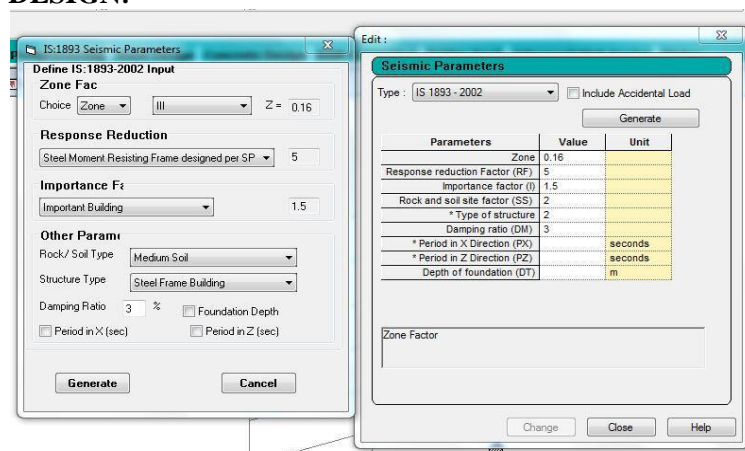 DESIGN:
IS:1893 Seismic Parameters
Define IS:1893-2002 Input
Zone Fac
Choice Zone III Z = 0.16
Response Reduction
Steel Moment Resisting Frame designed per SP 5
Importance Fa
Important Building 1.5
Other Param
Rock/ Soil Type Medium Soil
Structure Type Steel Frame Building
Damping Ratio 3 % Foundation Depth
Period in X (sec) Period in Z (sec)
Generate Cancel
Edit :
Seismic Parameters
Type : IS 1893 - 2002 Include Accidental Load
Generate
Parameters Value Unit
Zone 0.16
Response reduction Factor (RF) 5
Importance factor (I) 1.5
Rock and soil site factor (SS) 2
* Type of structure 2
Damping ratio (DM) 3
* Period in X Direction (PX) seconds
* Period in Z Direction (PZ) seconds
Depth of foundation (DT) m
Zone Factor
Change Close Help